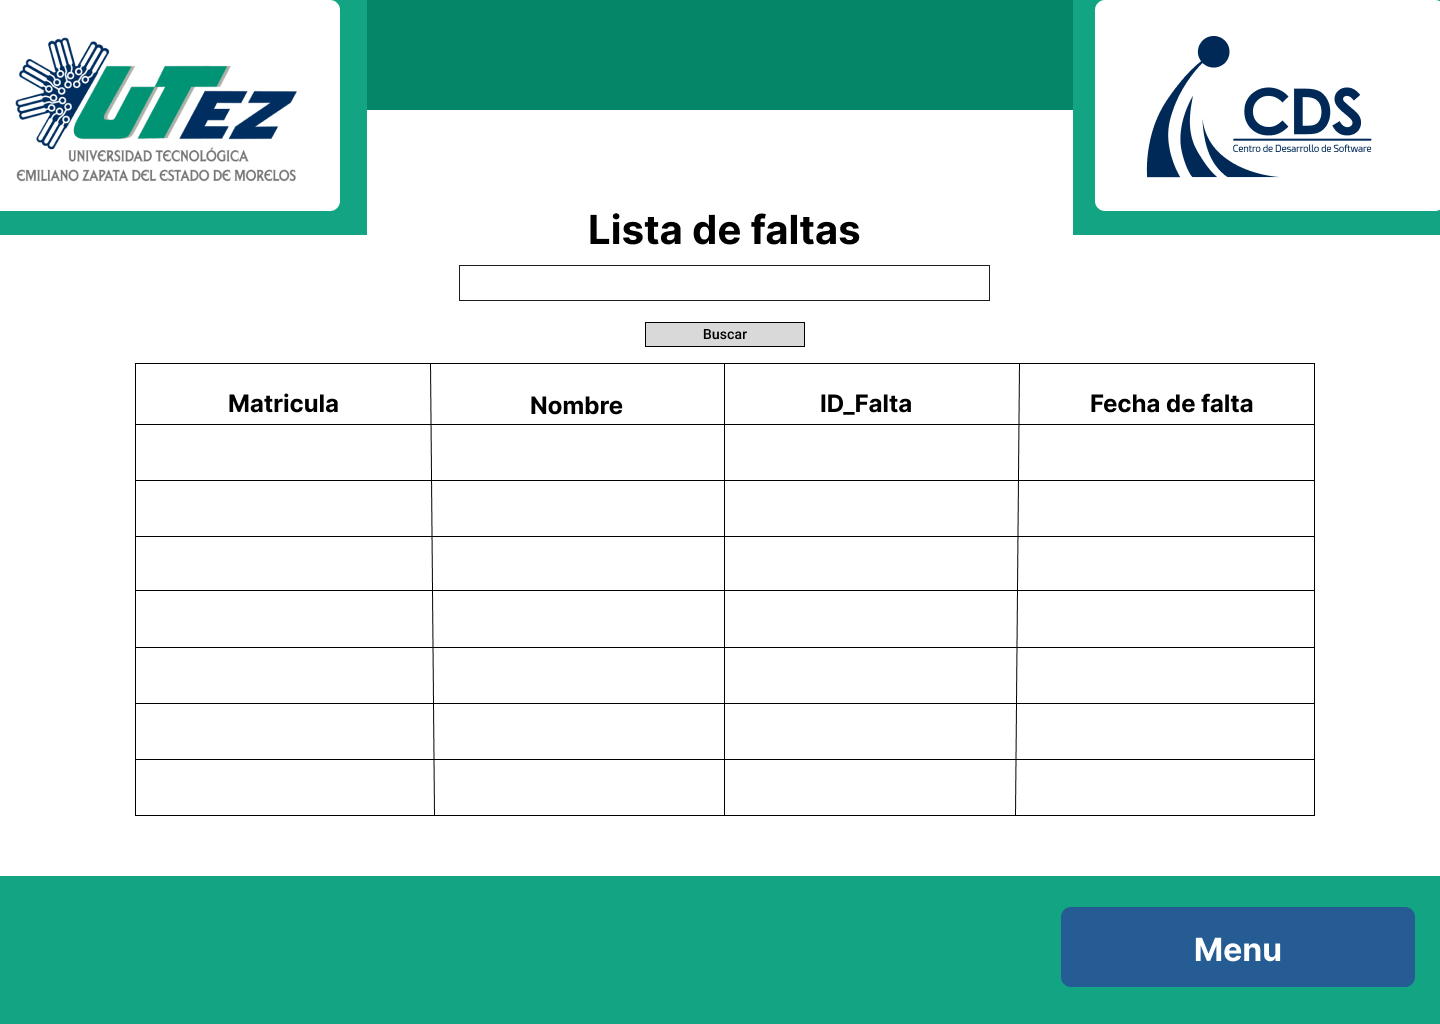 UTEZ
UNIVERSIDAD TECNOLÓGICA
EMILIANO ZAPATA DEL ESTADO DE MORELOS
CDS
Centro de Desarrollo de Software
Lista de faltas
Buscar
Matricula Nombre ID_Falta Fecha de falta
Menu